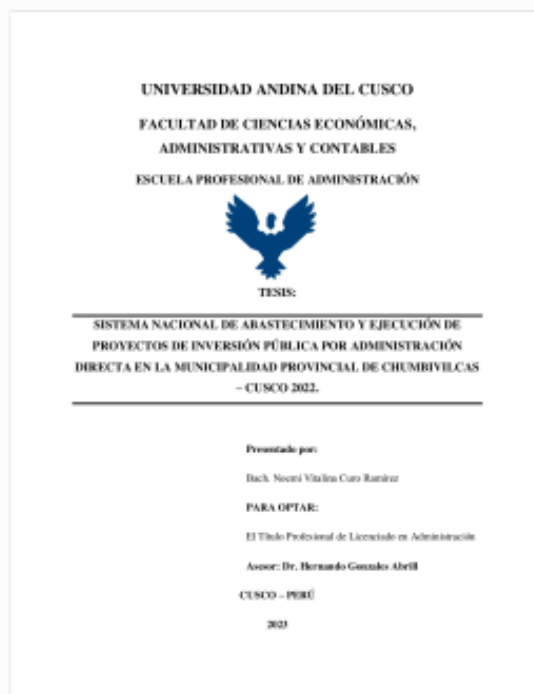 UNIVERSIDAD ANDINA DEL CUSCO
FACULTAD DE CIENCIAS ECONÓMICAS,
ADMINISTRATIVAS Y CONTABLES
ESCUELA PROFESIONAL DE ADMINISTRACIÓN
TESIS:
SISTEMA NACIONAL DE ABASTECIMIENTO Y EJECUCIÓN DE
PROYECTOS DE INVERSIÓN PÚBLICA POR ADMINISTRACIÓN
DIRECTA EN LA MUNICIPALIDAD PROVINCIAL DE CHUMBIVILCAS
– CUSCO 2022.
Presentado por:
Bach. Noemi Vitalina Curo Ramirez
PARA OPTAR:
El Título Profesional de Licenciado en Administración
Asesor: Dr. Hernando Gonzales Abrill
CUSCO – PERÚ
2023